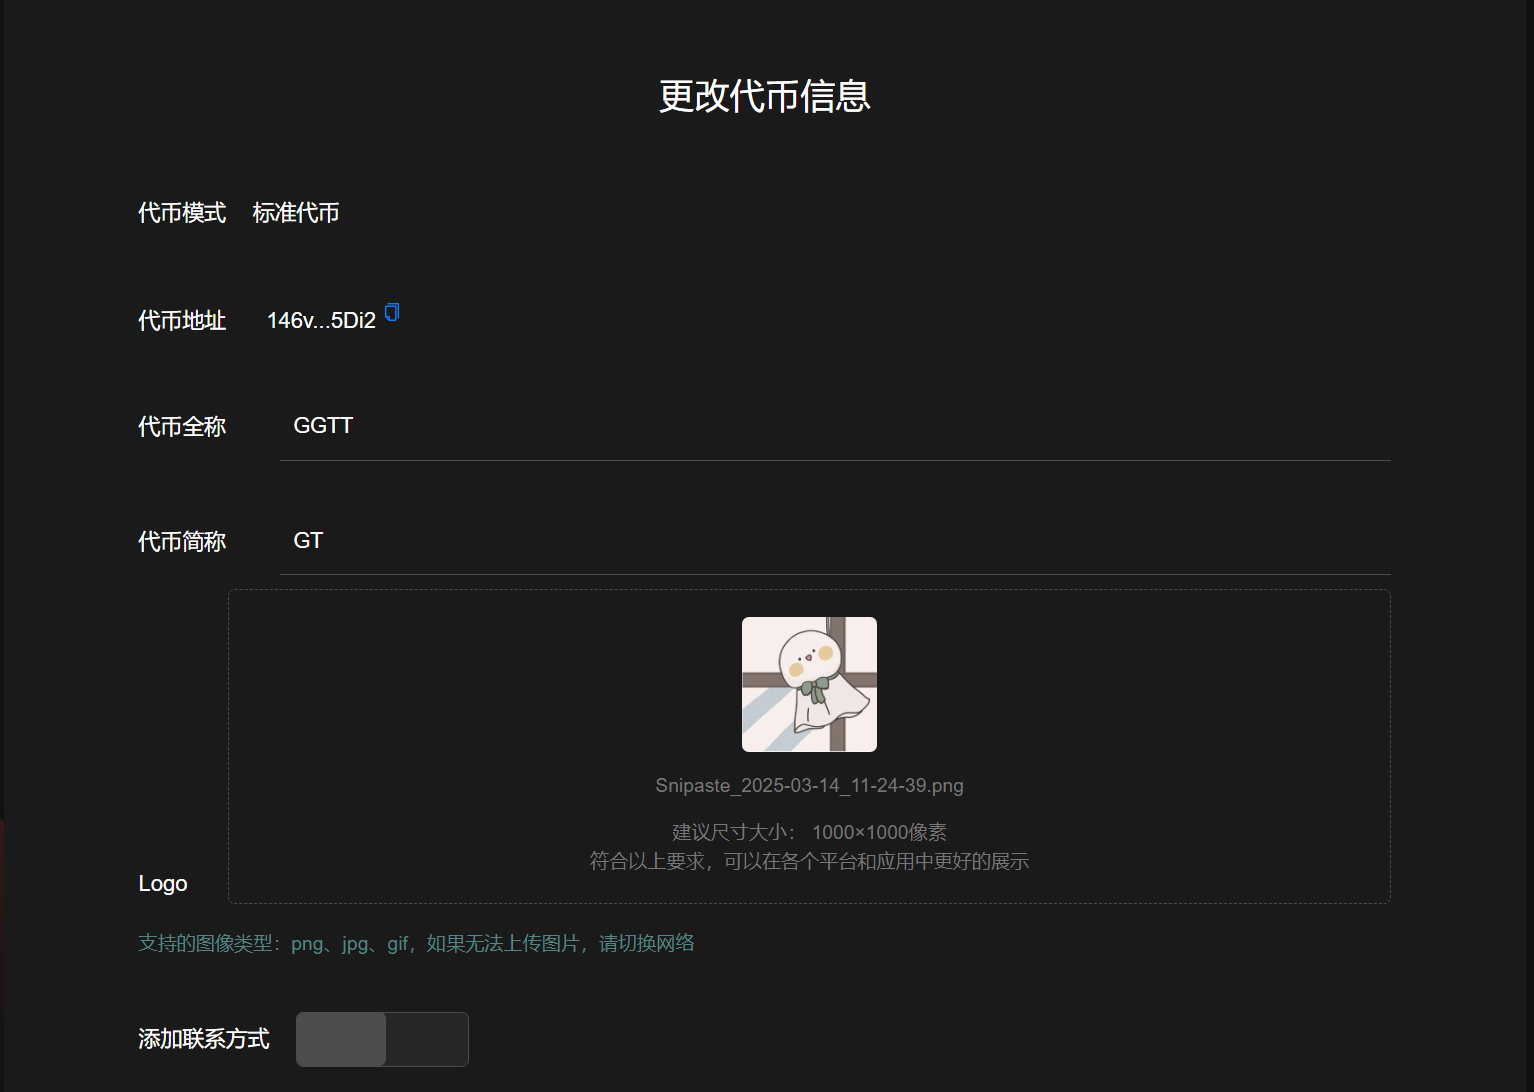 更改代币信息
代币模式 标准代币
代币地址 146v...5Di2
代币全称 GGTT
代币简称 GT
Snipaste_2025-03-14_11-24-39.png
建议尺寸大小： 1000×1000像素
符合以上要求，可以在各个平台和应用中更好的展示
Logo
支持的图像类型：png、jpg、gif，如果无法上传图片，请切换网络
添加联系方式